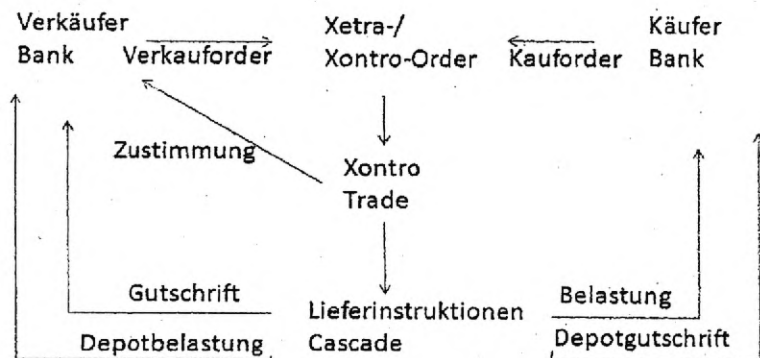 Verkäufer
Bank
Verkauforder
Xetra-/
Xontro-Order
Kauforder
Käufer
Bank
Zustimmung
Xontro
Trade
Gutschrift
Depotbelastung
Lieferinstruktionen
Cascade
Belastung
Depotgutschrift